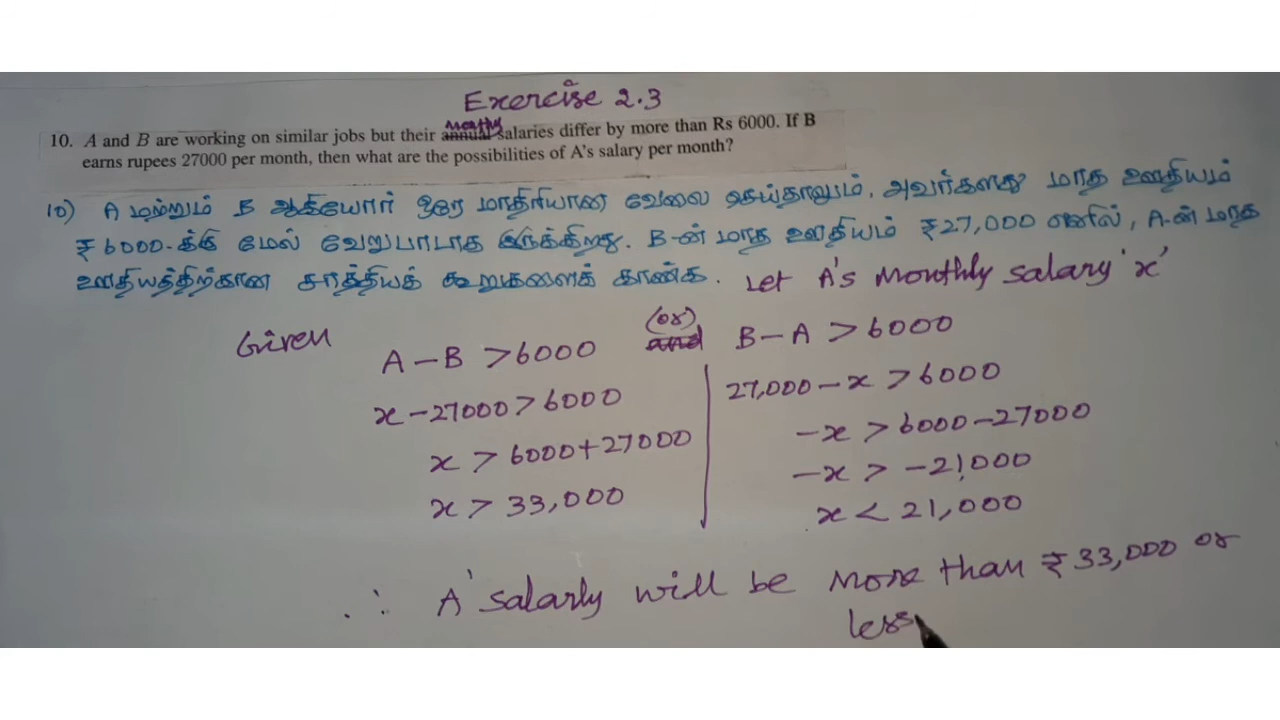 Exercise 2.3
10. A and B are working on similar jobs but their annual monthly salaries differ by more than Rs 6000. If B
earns rupees 27000 per month, then what are the possibilities of A's salary per month?
10) A மற்றும் B ஆகியோர் ஒரே மாதிரியான வேலை செய்தாலும், அவர்களது மாத ஊதியம்
₹6000-க்கு மேல் வேறுபாடாக இருக்கிறது. B-ன் மாத ஊதியம் ₹27,000 எனில், A-ன் மாத
ஊதியத்திற்கான சாத்தியக் கூறுகளைக் காண்க. Let A's Monthly salary 'x'
Given A-B >6000 and (or) B-A > 6000
x-27000>6000 27,000-x > 6000
x > 6000+27000 -x > 6000-27000
x > 33,000 -x > -21,000
x < 21,000
∴ A' salarly will be more than ₹33,000 or
less